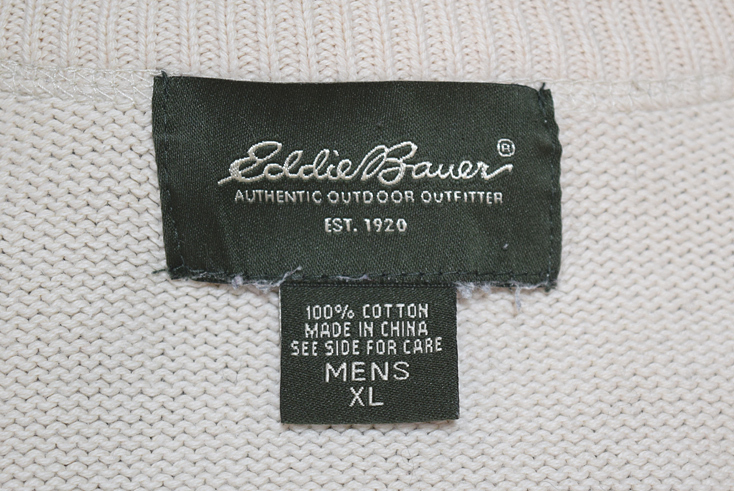 Eddie Bauer®
AUTHENTIC OUTDOOR OUTFITTER
EST. 1920
100% COTTON
MADE IN CHINA
SEE SIDE FOR CARE
MENS
XL